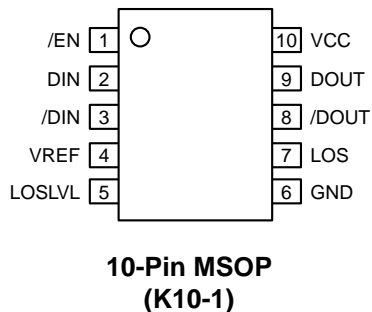 /EN 1 10 VCC
DIN 2 9 DOUT
/DIN 3 8 /DOUT
VREF 4 7 LOS
LOSLVL 5 6 GND
10-Pin MSOP
(K10-1)